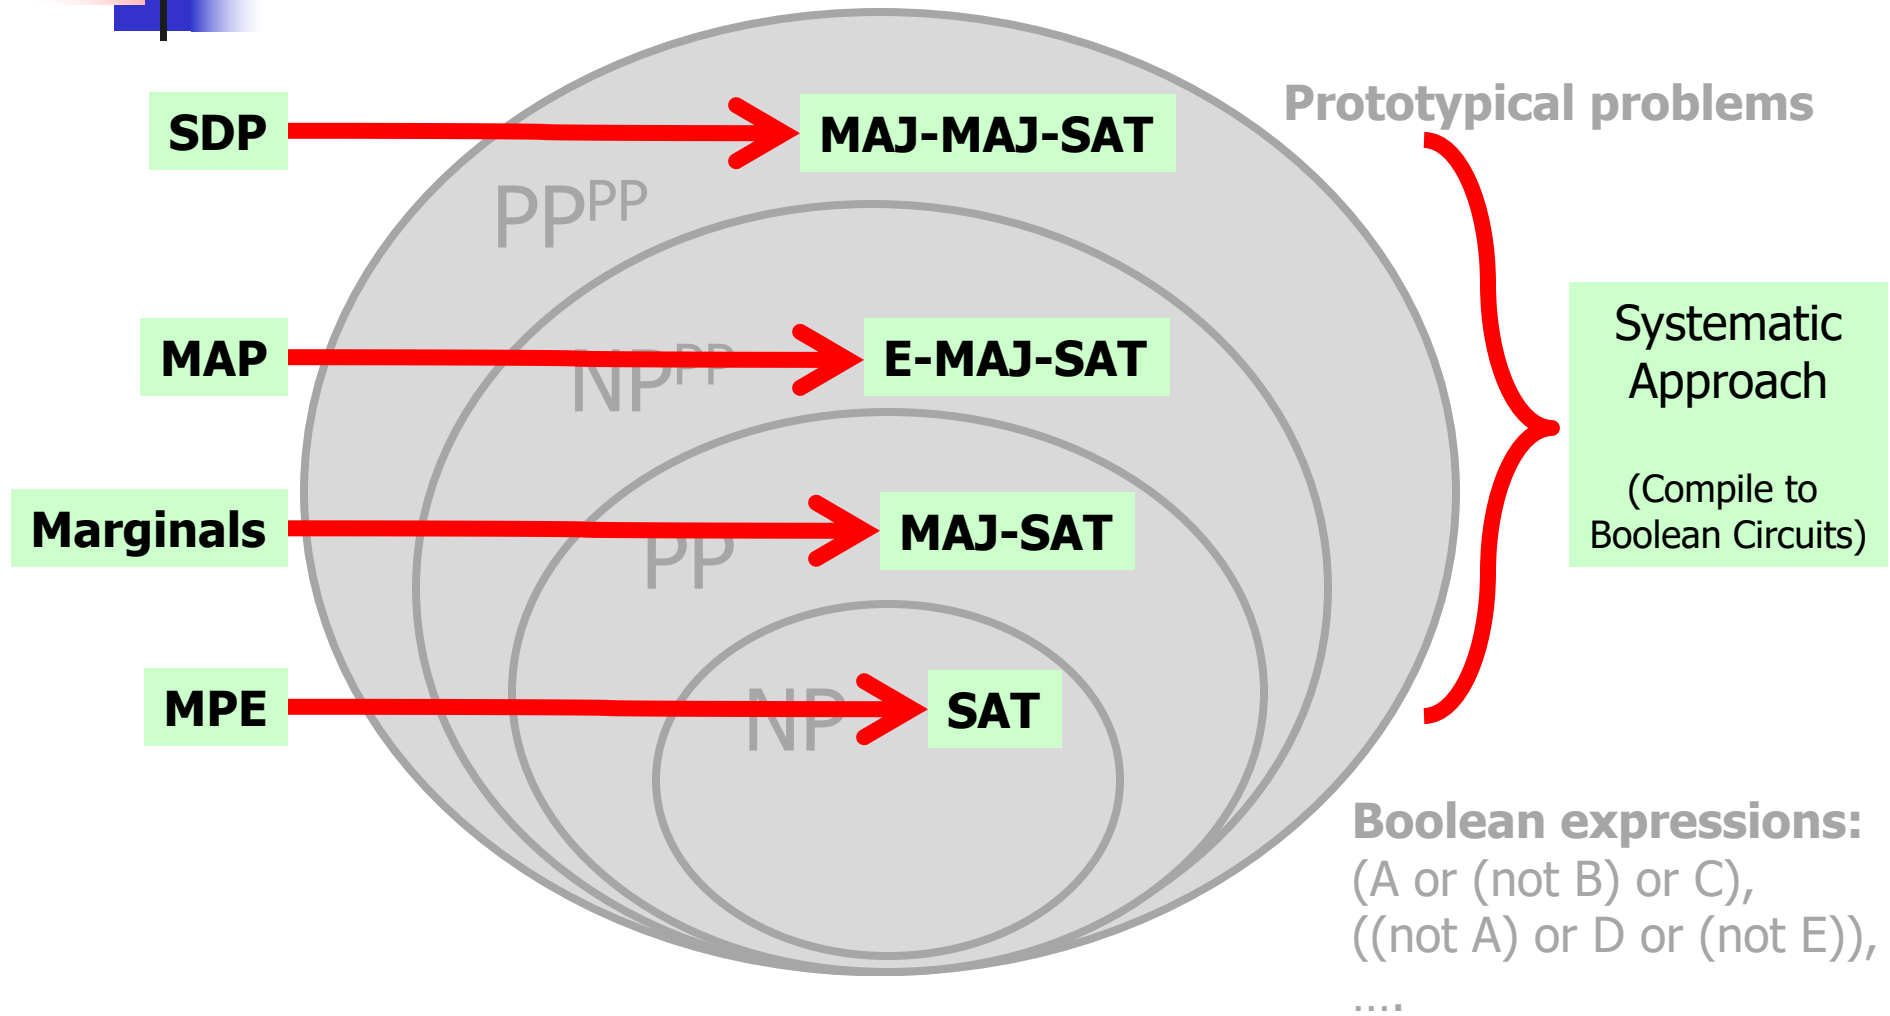 Prototypical problems
SDP
MAJ-MAJ-SAT
PP^PP
MAP
NP^PP
E-MAJ-SAT
Marginals
PP
MAJ-SAT
MPE
NP
SAT
Systematic
Approach
(Compile to
Boolean Circuits)
Boolean expressions:
(A or (not B) or C),
((not A) or D or (not E)),
….